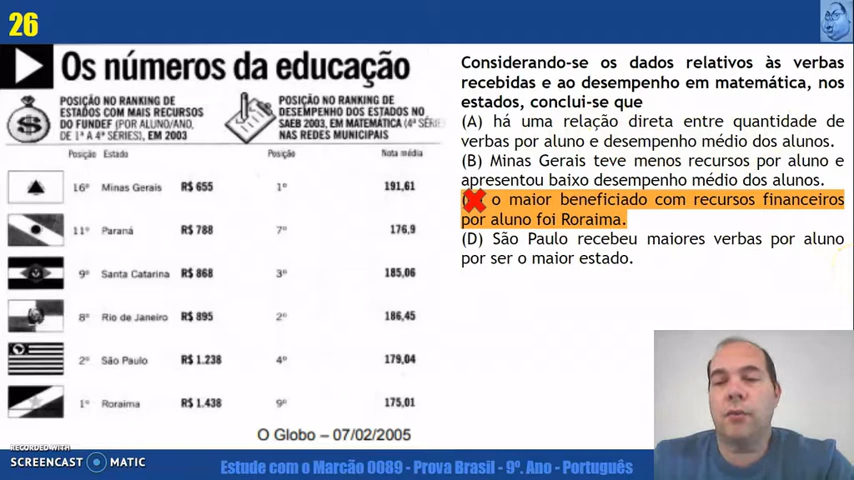 26
Os números da educação
POSIÇÃO NO RANKING DE
ESTADOS COM MAIS RECURSOS
DO FUNDEF (POR ALUNO/ANO,
DE 1ª A 4ª SÉRIES), EM 2003
POSIÇÃO NO RANKING DE
DESEMPENHO DOS ESTADOS NO
SAEB 2003, EM MATEMÁTICA (4ª SÉRIE)
NAS REDES MUNICIPAIS
Posição Estado Posição Nota média
16º Minas Gerais R$ 655 1º 191,61
11º Paraná R$ 788 7º 176,9
9º Santa Catarina R$ 868 3º 185,06
8º Rio de Janeiro R$ 895 2º 186,45
2º São Paulo R$ 1.238 4º 179,04
1º Roraima R$ 1.438 9º 175,01
O Globo – 07/02/2005
Considerando-se os dados relativos às verbas
recebidas e ao desempenho em matemática, nos
estados, conclui-se que
(A) há uma relação direta entre quantidade de
verbas por aluno e desempenho médio dos alunos.
(B) Minas Gerais teve menos recursos por aluno e
apresentou baixo desempenho médio dos alunos.
o maior beneficiado com recursos financeiros
por aluno foi Roraima.
(D) São Paulo recebeu maiores verbas por aluno
por ser o maior estado.
RECORDED WITH
SCREENCAST MATIC
Estude com o Marcão 0089 - Prova Brasil - 9º. Ano - Português